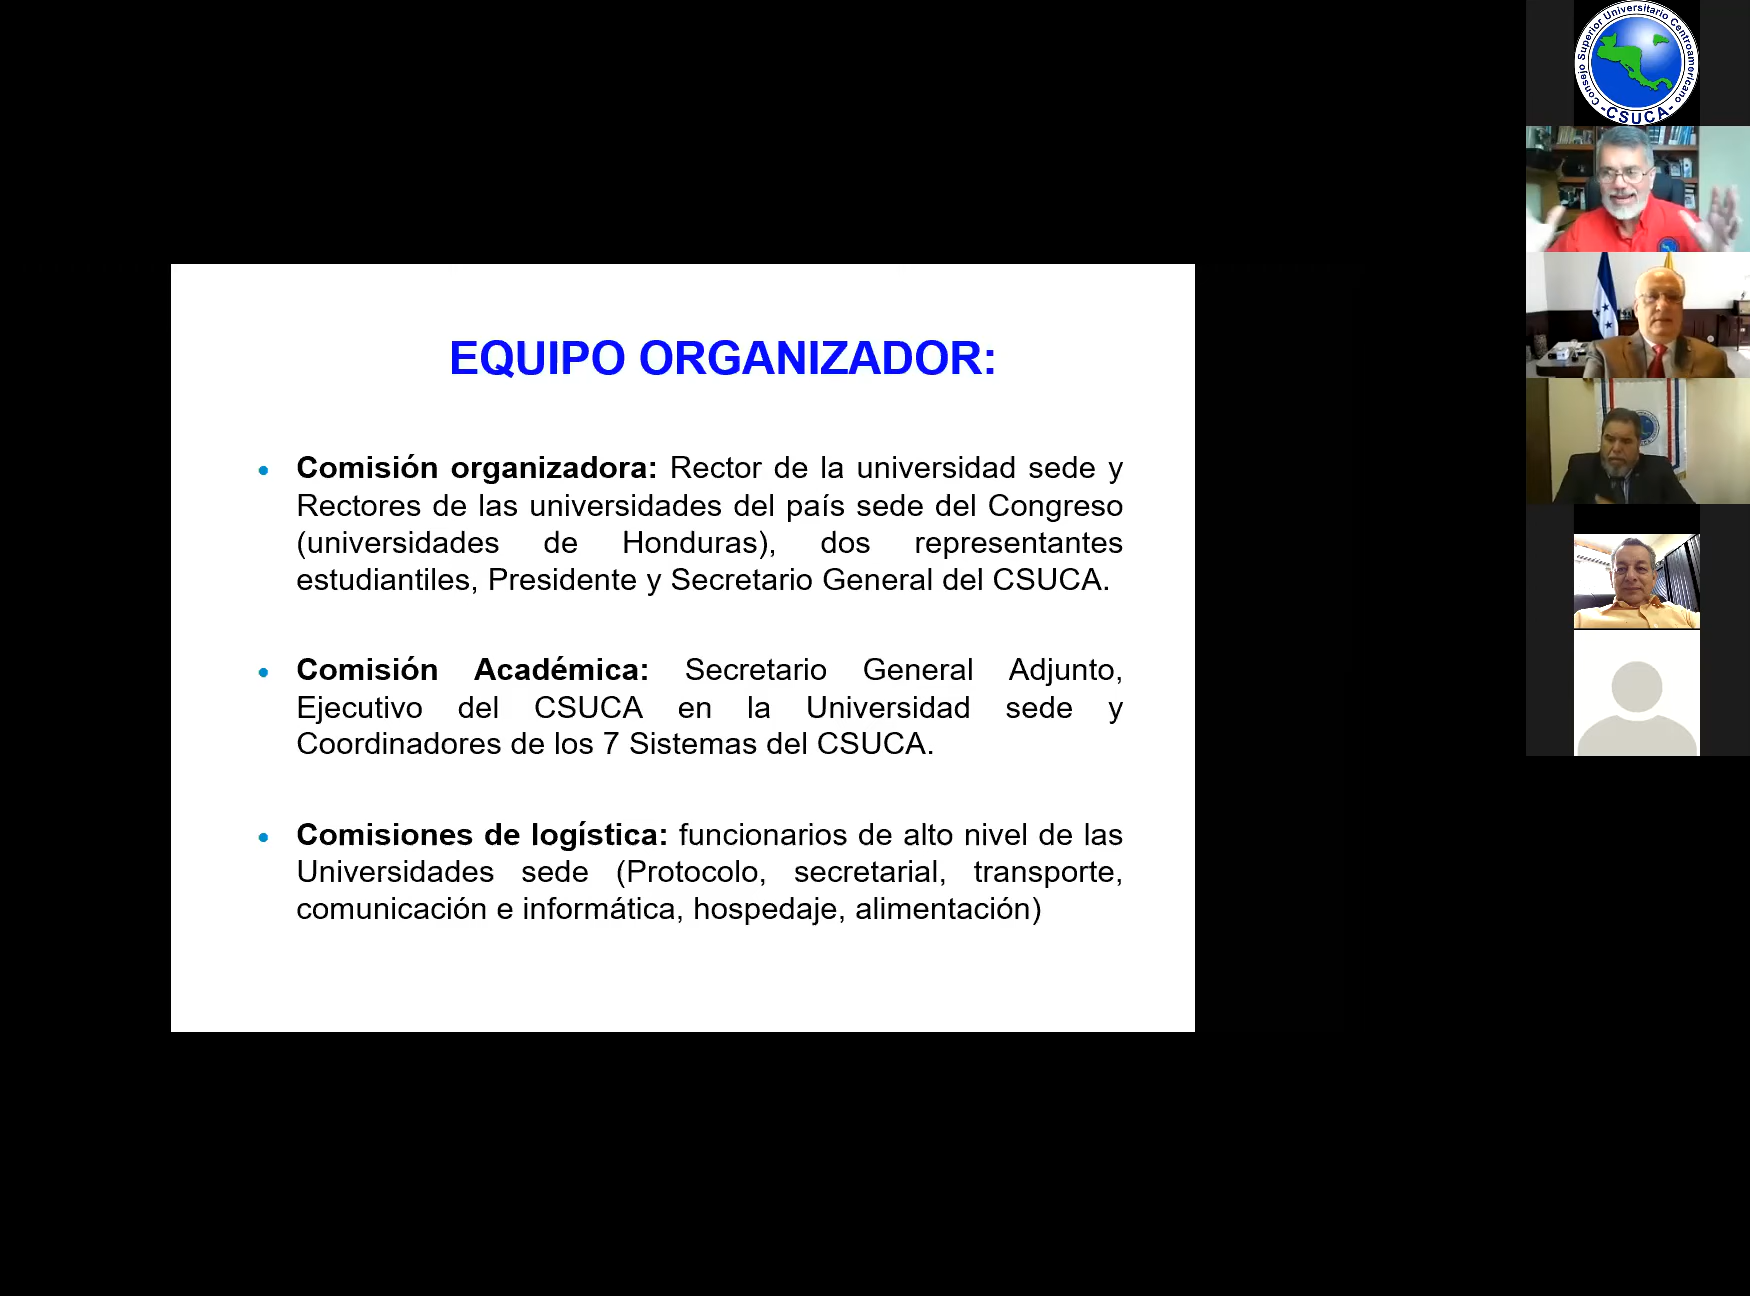 EQUIPO ORGANIZADOR:
• Comisión organizadora: Rector de la universidad sede y
Rectores de las universidades del país sede del Congreso
(universidades de Honduras), dos representantes
estudiantiles, Presidente y Secretario General del CSUCA.
• Comisión Académica: Secretario General Adjunto,
Ejecutivo del CSUCA en la Universidad sede y
Coordinadores de los 7 Sistemas del CSUCA.
• Comisiones de logística: funcionarios de alto nivel de las
Universidades sede (Protocolo, secretarial, transporte,
comunicación e informática, hospedaje, alimentación)
Consejo Superior Universitario Centroamericano
-CSUCA-